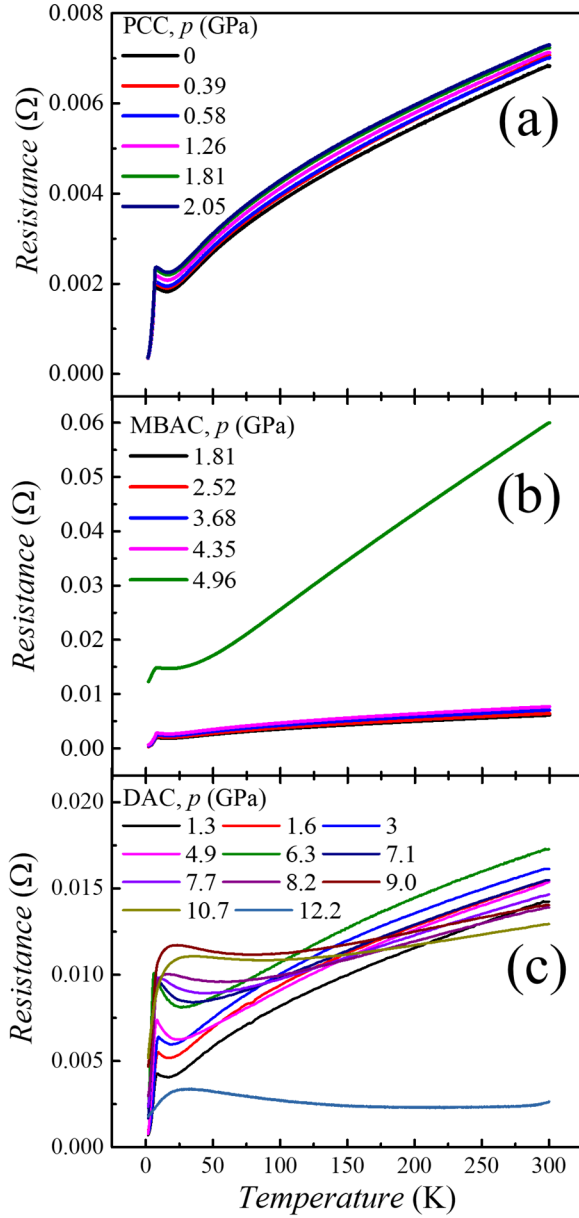 PCC, p (GPa)
0
0.39
0.58
1.26
1.81
2.05
(a)
0.008
0.006
0.004
0.002
0.000
Resistance (Ω)
MBAC, p (GPa)
1.81
2.52
3.68
4.35
4.96
(b)
0.06
0.05
0.04
0.03
0.02
0.01
0.00
Resistance (Ω)
DAC, p (GPa)
1.3 1.6 3
4.9 6.3 7.1
7.7 8.2 9.0
10.7 12.2
(c)
0.020
0.015
0.010
0.005
0.000
Resistance (Ω)
0 50 100 150 200 250 300
Temperature (K)